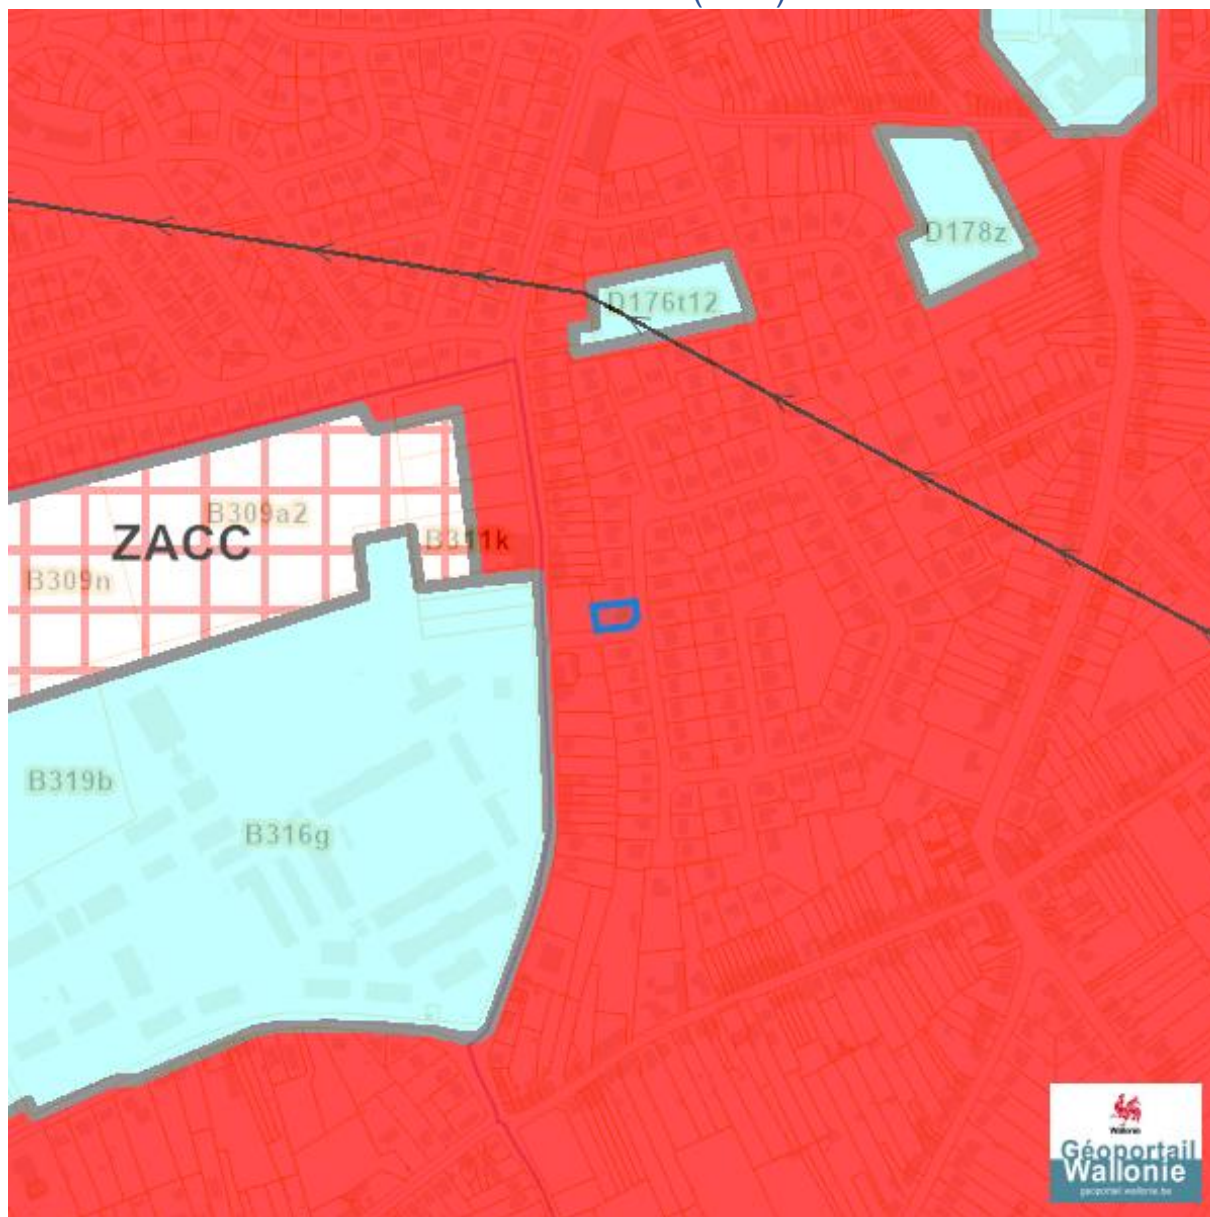 D178z
D176t12
B309a2
ZACC
B311k
B309n
B319b
B316g
Wallonie
Géoportail
Wallonie
geoportail.wallonie.be